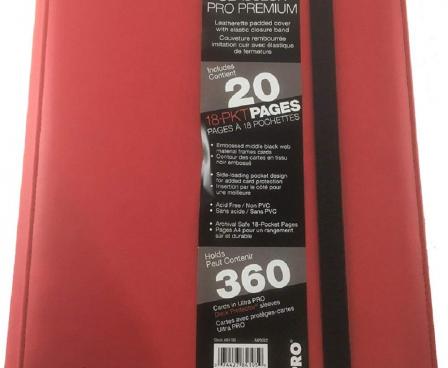 PRO PREMIUM
Leatherette padded cover
with elastic closure band
Couverture rembourrée
imitation cuir avec élastique
de fermeture
Includes
Contient
20
18-PKT PAGES
PAGES À 18 POCHETTES
• Embossed middle black web
material frames cards
• Contour des cartes en tissu
noir embossé
• Side-loading pocket design
for added card protection
• Insertion par le côté pour
une meilleure
• Acid Free / Non PVC
• Sans acide / Sans PVC
• Archival Safe 18-Pocket Pages
• Pages A4 pour un rangement
sûr et durable
Holds
Peut Contenir
360
Cards in Ultra PRO
Deck Protector® sleeves
Cartes avec protèges-cartes
Ultra PRO
PRO